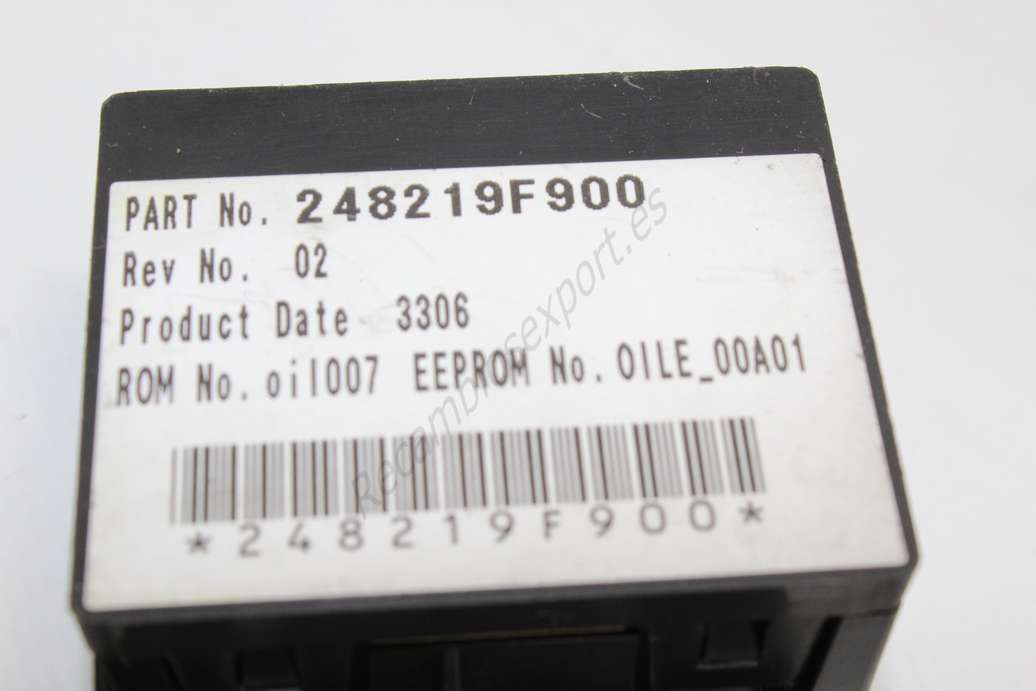 PART No. 248219F900
Rev No. 02
Product Date 3306
ROM No. oil007 EEPROM No. OILE_00A01
*248219F900*
Recambiosexport.es